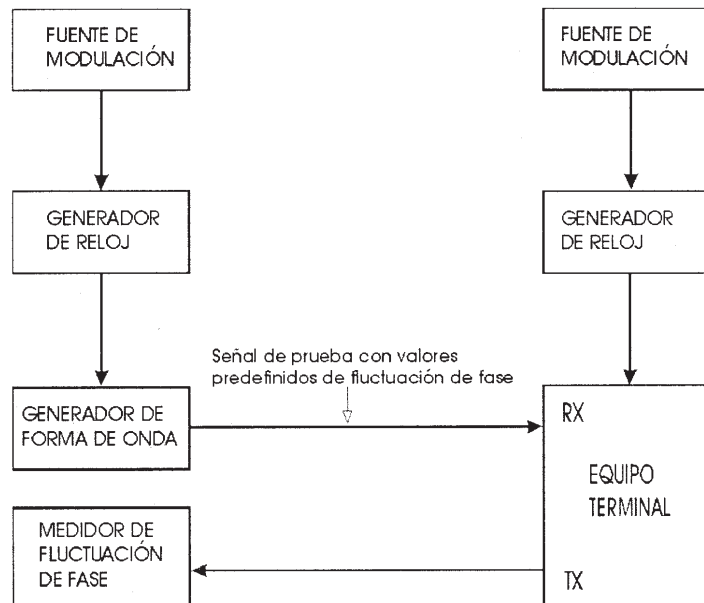 FUENTE DE
MODULACIÓN
FUENTE DE
MODULACIÓN
GENERADOR
DE RELOJ
GENERADOR
DE RELOJ
Señal de prueba con valores
predefinidos de fluctuación de fase
GENERADOR DE
FORMA DE ONDA
RX
EQUIPO
TERMINAL
MEDIDOR DE
FLUCTUACIÓN
DE FASE
TX